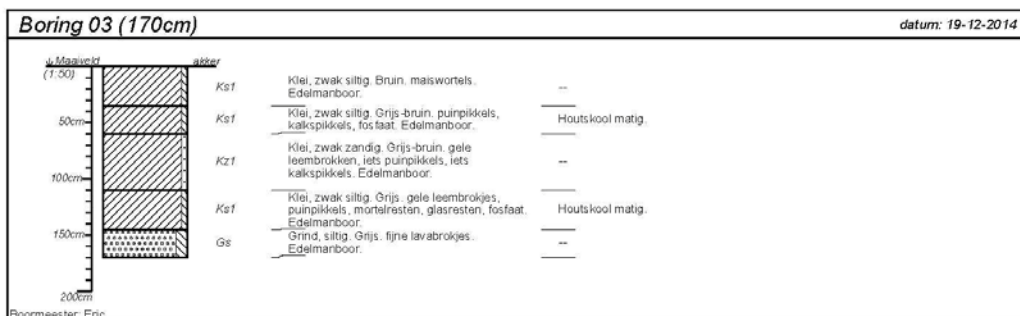 Boring 03 (170cm) datum: 19-12-2014
Maaiveld akker
(1:50)
Ks1 Klei, zwak siltig. Bruin. maiswortels. --
Edelmanboor.
50cm Ks1 Klei, zwak siltig. Grijs-bruin. puinpikkels, Houtskool matig.
kalkspikkels, fosfaat. Edelmanboor.
Kz1 Klei, zwak zandig. Grijs-bruin. gele --
leembrokken, iets puinpikkels, iets
kalkspikkels. Edelmanboor.
100cm
Ks1 Klei, zwak siltig. Grijs. gele leembrokjes, Houtskool matig.
puinpikkels, mortelresten, glasresten, fosfaat.
Edelmanboor.
150cm Gs Grind, siltig. Grijs. fijne lavabrokjes. --
Edelmanboor.
200cm
Boormeester: Eric